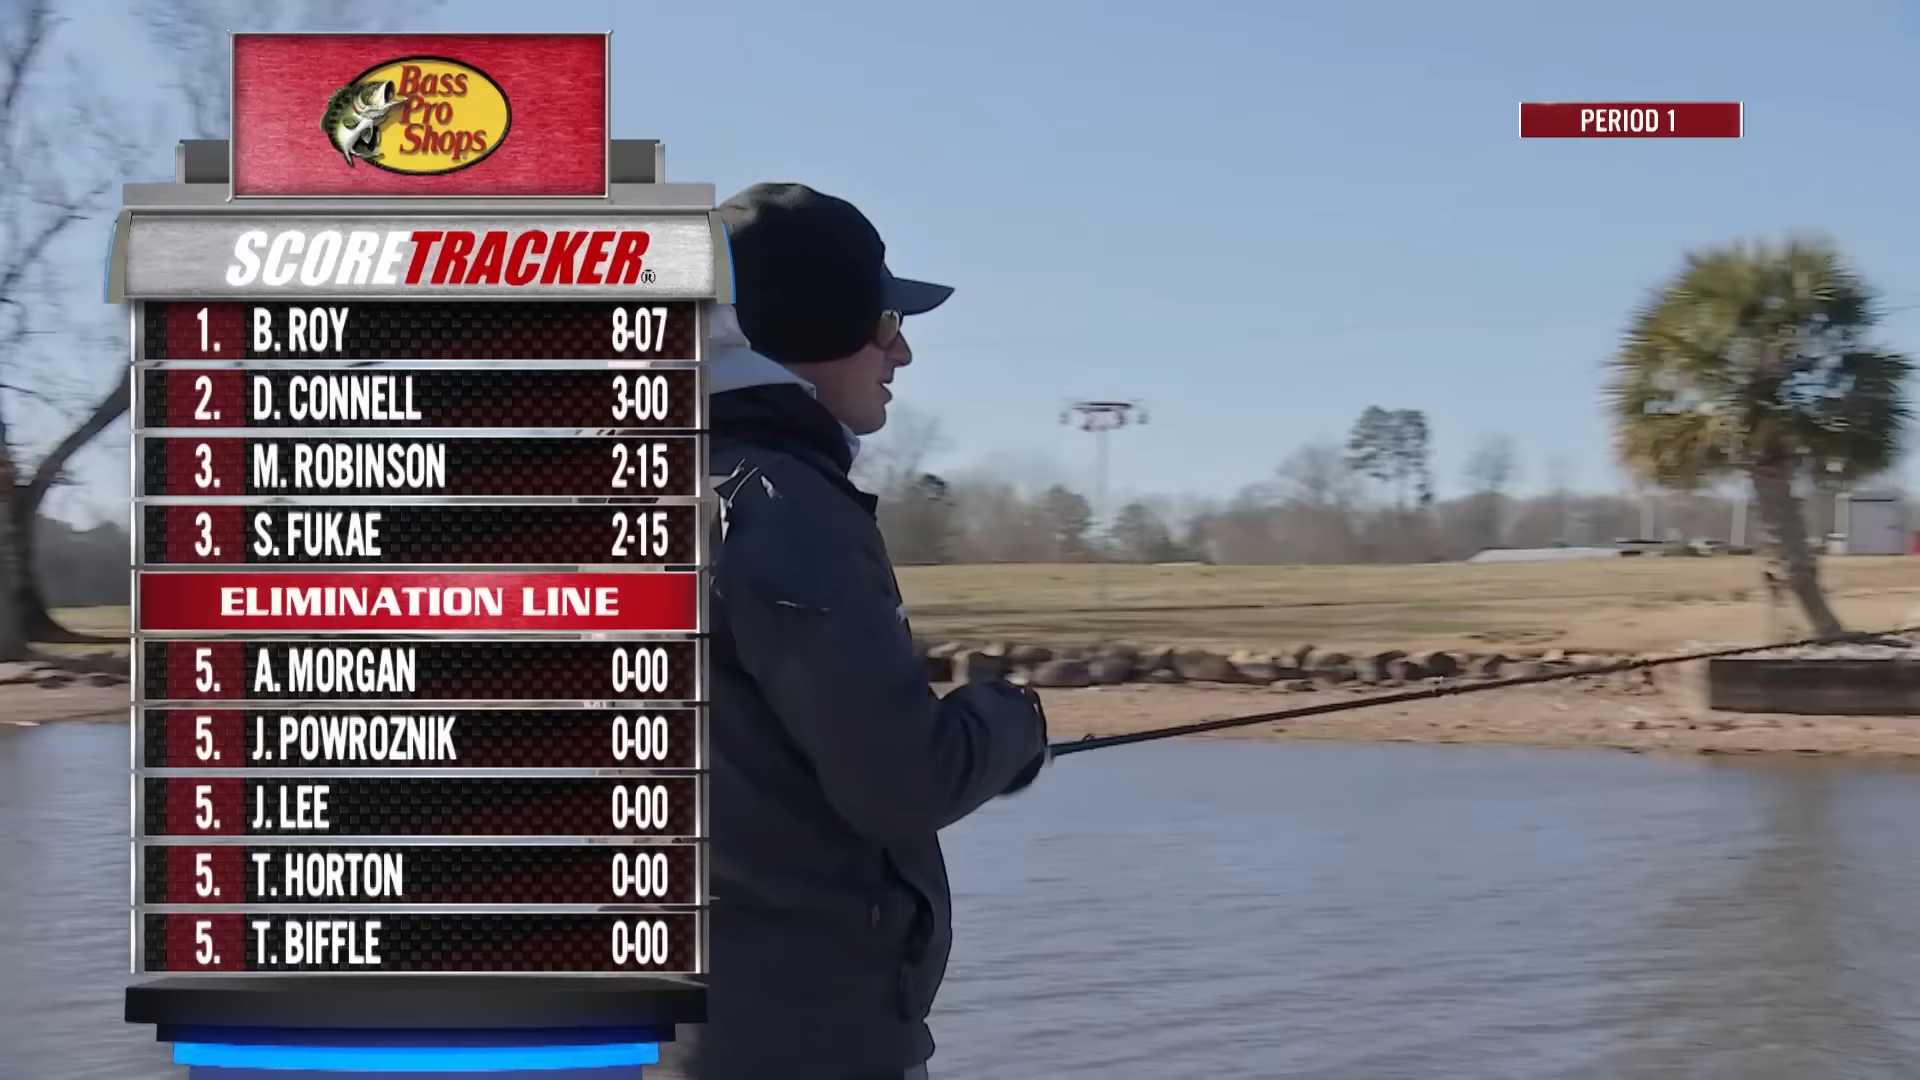 Bass
Pro
Shops
PERIOD 1
SCORETRACKER®
1. B. ROY 8-07
2. D. CONNELL 3-00
3. M. ROBINSON 2-15
3. S. FUKAE 2-15
ELIMINATION LINE
5. A. MORGAN 0-00
5. J. POWROZNIK 0-00
5. J. LEE 0-00
5. T. HORTON 0-00
5. T. BIFFLE 0-00